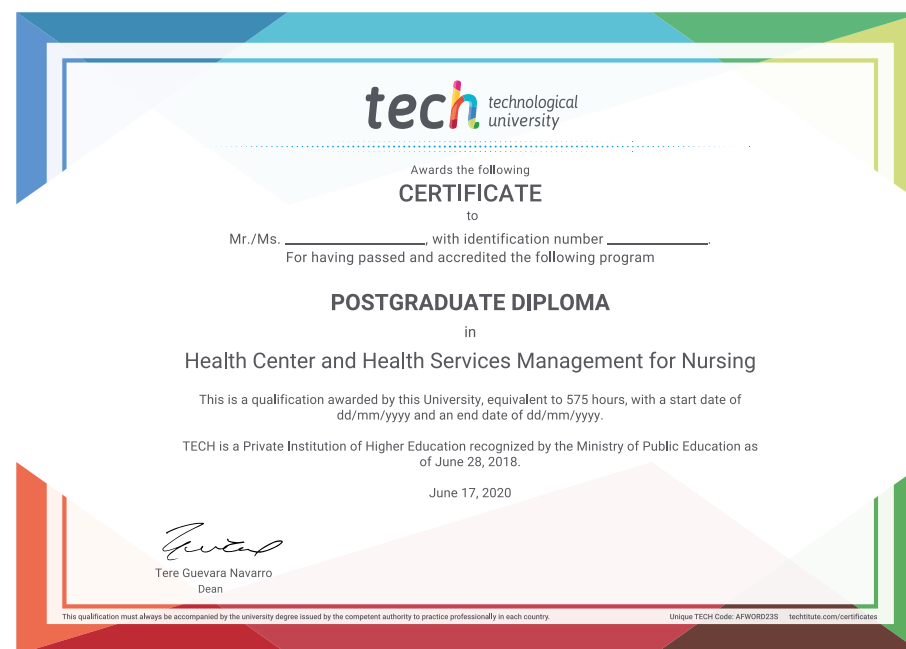 tech technological
university
Awards the following
CERTIFICATE
to
Mr./Ms. ____________, with identification number _________.
For having passed and accredited the following program
POSTGRADUATE DIPLOMA
in
Health Center and Health Services Management for Nursing
This is a qualification awarded by this University, equivalent to 575 hours, with a start date of
dd/mm/yyyy and an end date of dd/mm/yyyy.
TECH is a Private Institution of Higher Education recognized by the Ministry of Public Education as
of June 28, 2018.
June 17, 2020
Tere Guevara Navarro
Dean
This qualification must always be accompanied by the university degree issued by the competent authority to practice professionally in each country. Unique TECH Code: AFWORD23S techtitute.com/certificates